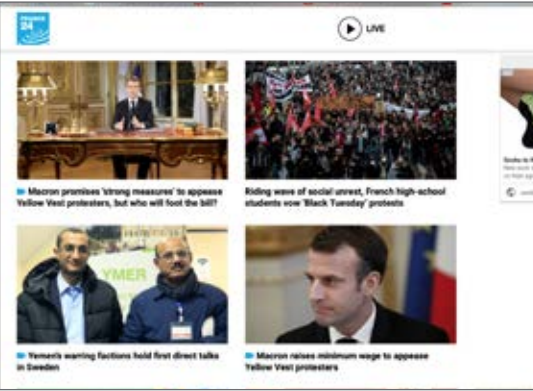 FRANCE
24
LIVE
Macron promises 'strong measures' to appease
Yellow Vest protesters, but who will foot the bill?
Riding wave of social unrest, French high-school
students vow 'Black Tuesday' protests
YMER
Yemen's warring factions hold first direct talks
in Sweden
Macron raises minimum wage to appease
Yellow Vest protesters